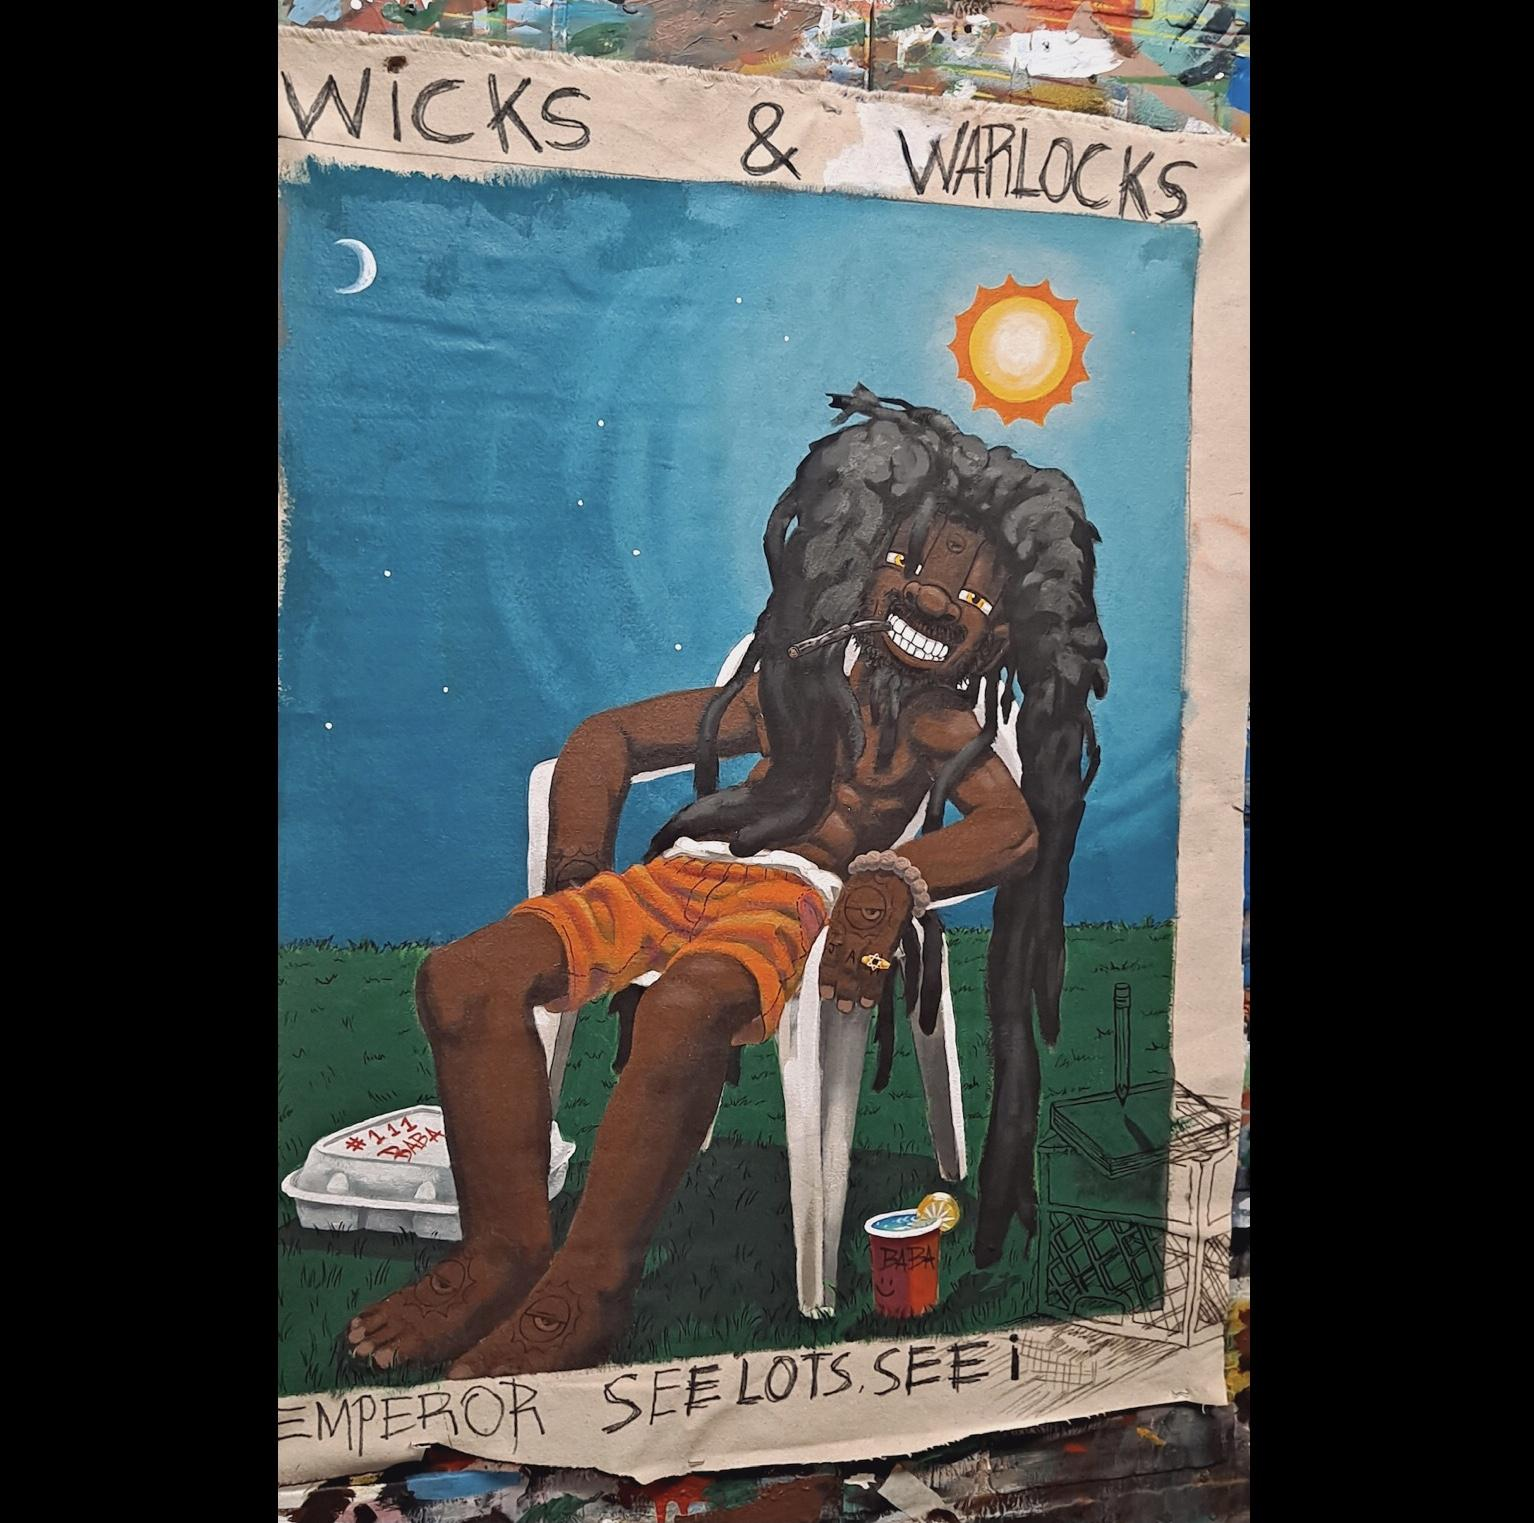 WiCKS & WARLOCKS
J A
#111
BABA
BABA
EMPEROR SEE LOTS, SEE i